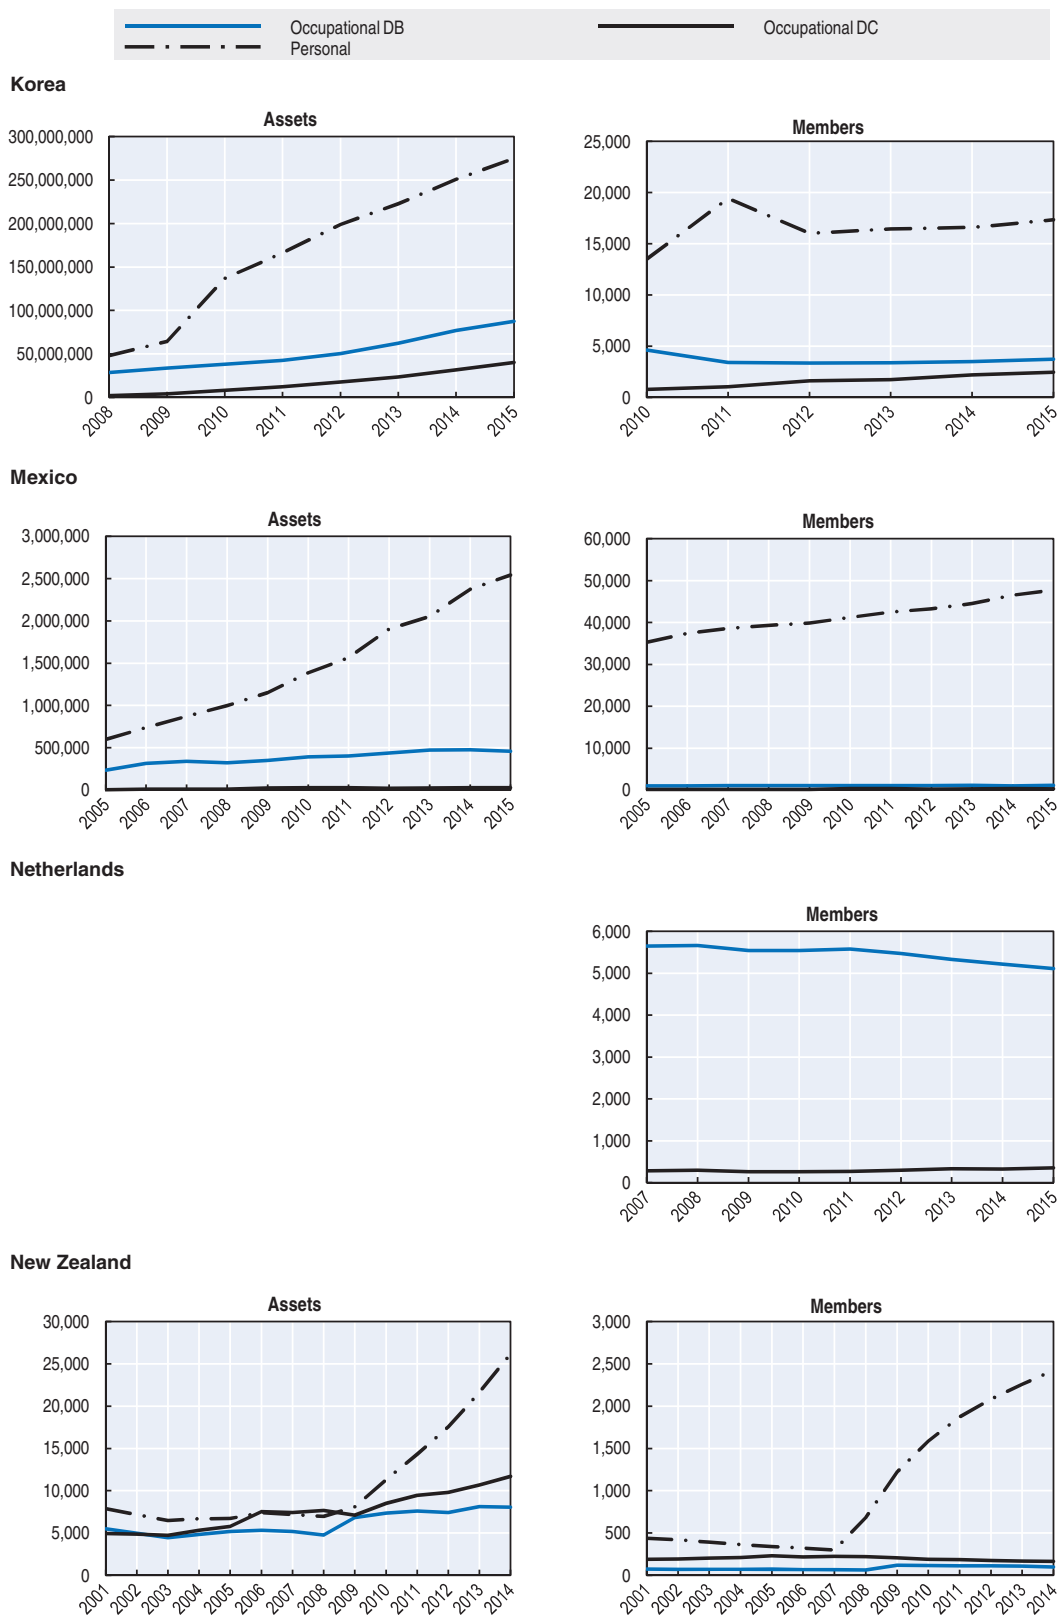 Occupational DB
Occupational DC
Personal
Korea
Assets
300,000,000
250,000,000
200,000,000
150,000,000
100,000,000
50,000,000
0
2008 2009 2010 2011 2012 2013 2014 2015
Members
25,000
20,000
15,000
10,000
5,000
0
2010 2011 2012 2013 2014 2015
Mexico
Assets
3,000,000
2,500,000
2,000,000
1,500,000
1,000,000
500,000
0
2005 2006 2007 2008 2009 2010 2011 2012 2013 2014 2015
Members
60,000
50,000
40,000
30,000
20,000
10,000
0
2005 2006 2007 2008 2009 2010 2011 2012 2013 2014 2015
Netherlands
Members
6,000
5,000
4,000
3,000
2,000
1,000
0
2007 2008 2009 2010 2011 2012 2013 2014 2015
New Zealand
Assets
30,000
25,000
20,000
15,000
10,000
5,000
0
2001 2002 2003 2004 2005 2006 2007 2008 2009 2010 2011 2012 2013 2014
Members
3,000
2,500
2,000
1,500
1,000
500
0
2001 2002 2003 2004 2005 2006 2007 2008 2009 2010 2011 2012 2013 2014